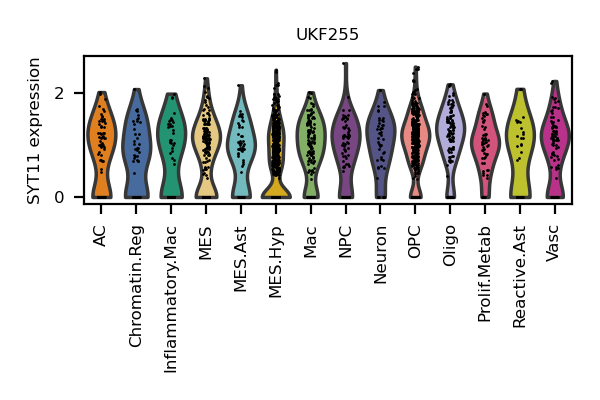 UKF255
SYT11 expression
2
0
AC
Chromatin.Reg
Inflammatory.Mac
MES
MES.Ast
MES.Hyp
Mac
NPC
Neuron
OPC
Oligo
Prolif.Metab
Reactive.Ast
Vasc